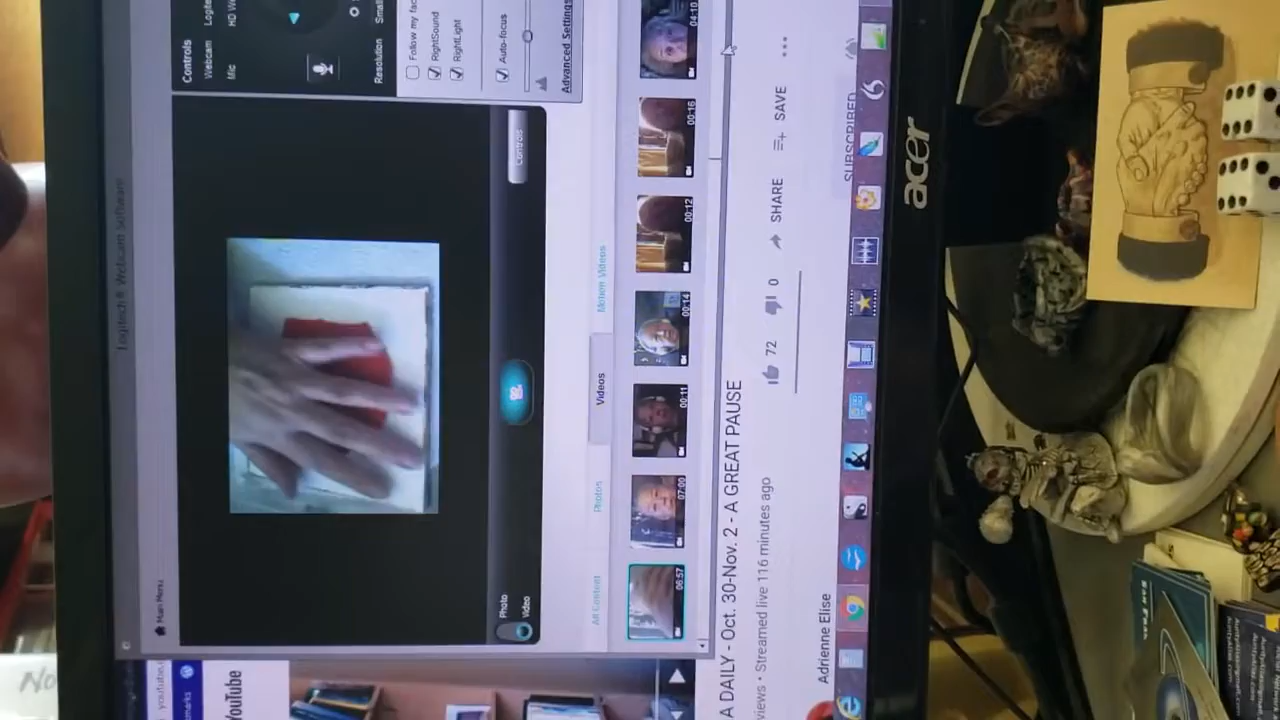 Logitech® Webcam Software
Main Menu
Controls
Webcam
Mic
Resolution
Follow my fac
RightSound
RightLight
Auto-focus
Advanced Settings
Controls
Photo
Video
All Content
Photos
Videos
06:57
07:00
00:11
00:14
00:12
00:16
04:10
YouTube
A DAILY - Oct. 30-Nov. 2 - A GREAT PAUSE
views • Streamed live 116 minutes ago
72
0
SHARE
SAVE
Adrienne Elise
SUBSCRIBED
acer
No